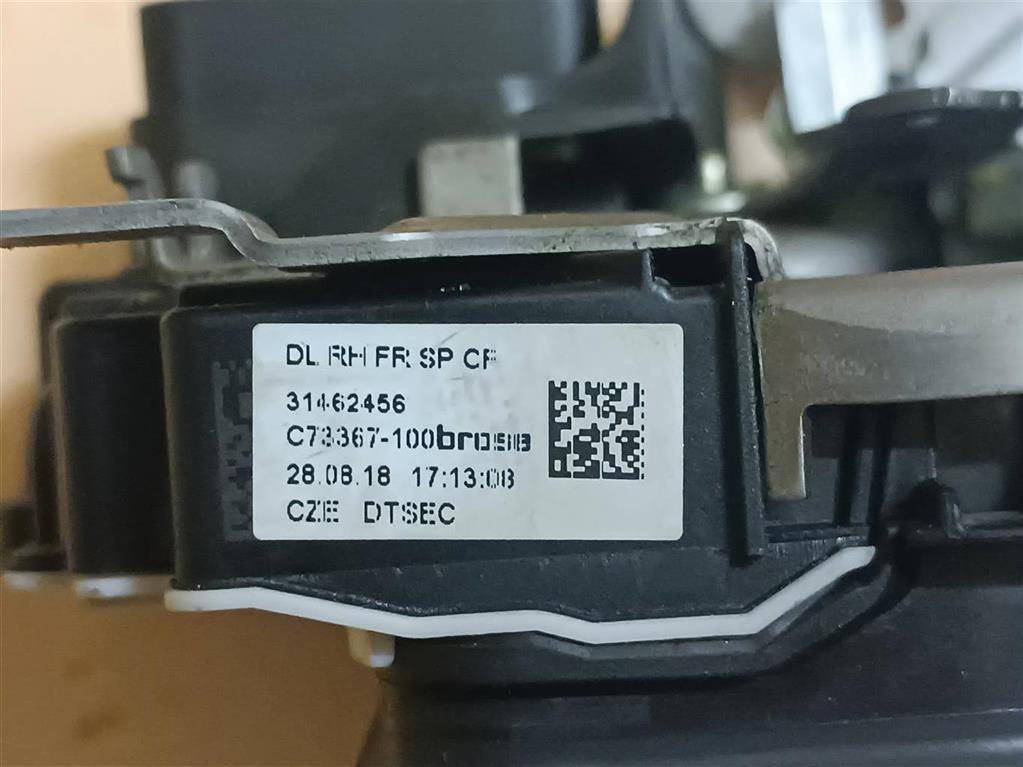 DL RH FR SP CF
31462456
C73367-100brose
28.08.18 17:13:08
CZE DTSEC